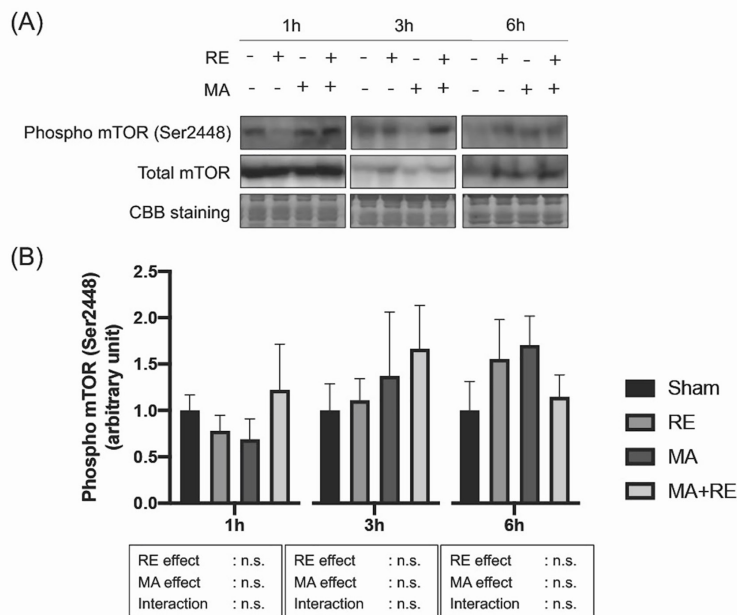 (A)
1h 3h 6h
RE - + - + - + - + - + - +
MA - - + + - - + + - - + +
Phospho mTOR (Ser2448)
Total mTOR
CBB staining
(B)
Phospho mTOR (Ser2448)
(arbitrary unit)
2.5
2.0
1.5
1.0
0.5
0.0
1h 3h 6h
Sham
RE
MA
MA+RE
RE effect : n.s. RE effect : n.s. RE effect : n.s.
MA effect : n.s. MA effect : n.s. MA effect : n.s.
Interaction : n.s. Interaction : n.s. Interaction : n.s.